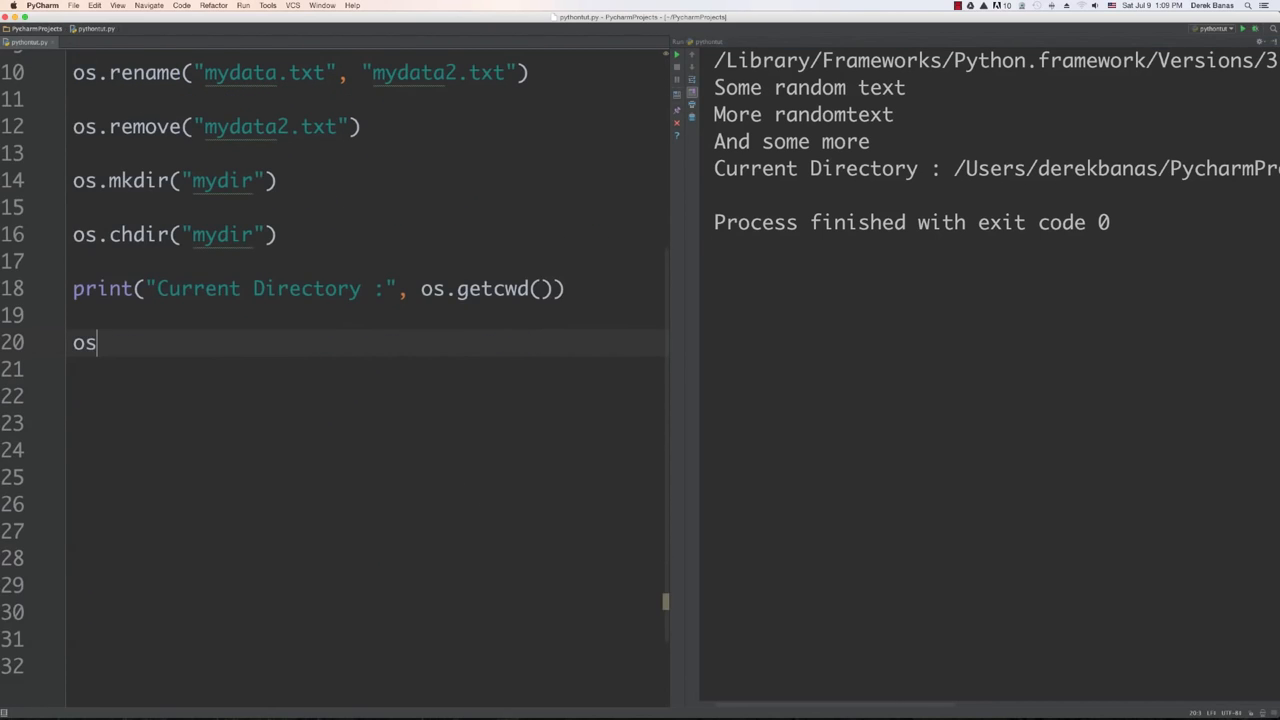 PyCharm File Edit View Navigate Code Refactor Run Tools VCS Window Help
10 Sat Jul 9 1:09 PM Derek Banas
pythontut.py - PycharmProjects - [~/PycharmProjects]
PycharmProjects pythontut.py
pythontut
pythontut.py
Run pythontut
10 os.rename("mydata.txt", "mydata2.txt")
11
12 os.remove("mydata2.txt")
13
14 os.mkdir("mydir")
15
16 os.chdir("mydir")
17
18 print("Current Directory :", os.getcwd())
19
20 os
21
22
23
24
25
26
27
28
29
30
31
32
/Library/Frameworks/Python.framework/Versions/3
Some random text
More randomtext
And some more
Current Directory : /Users/derekbanas/PycharmPr
Process finished with exit code 0
20:3 LF≑ UTF-8≑